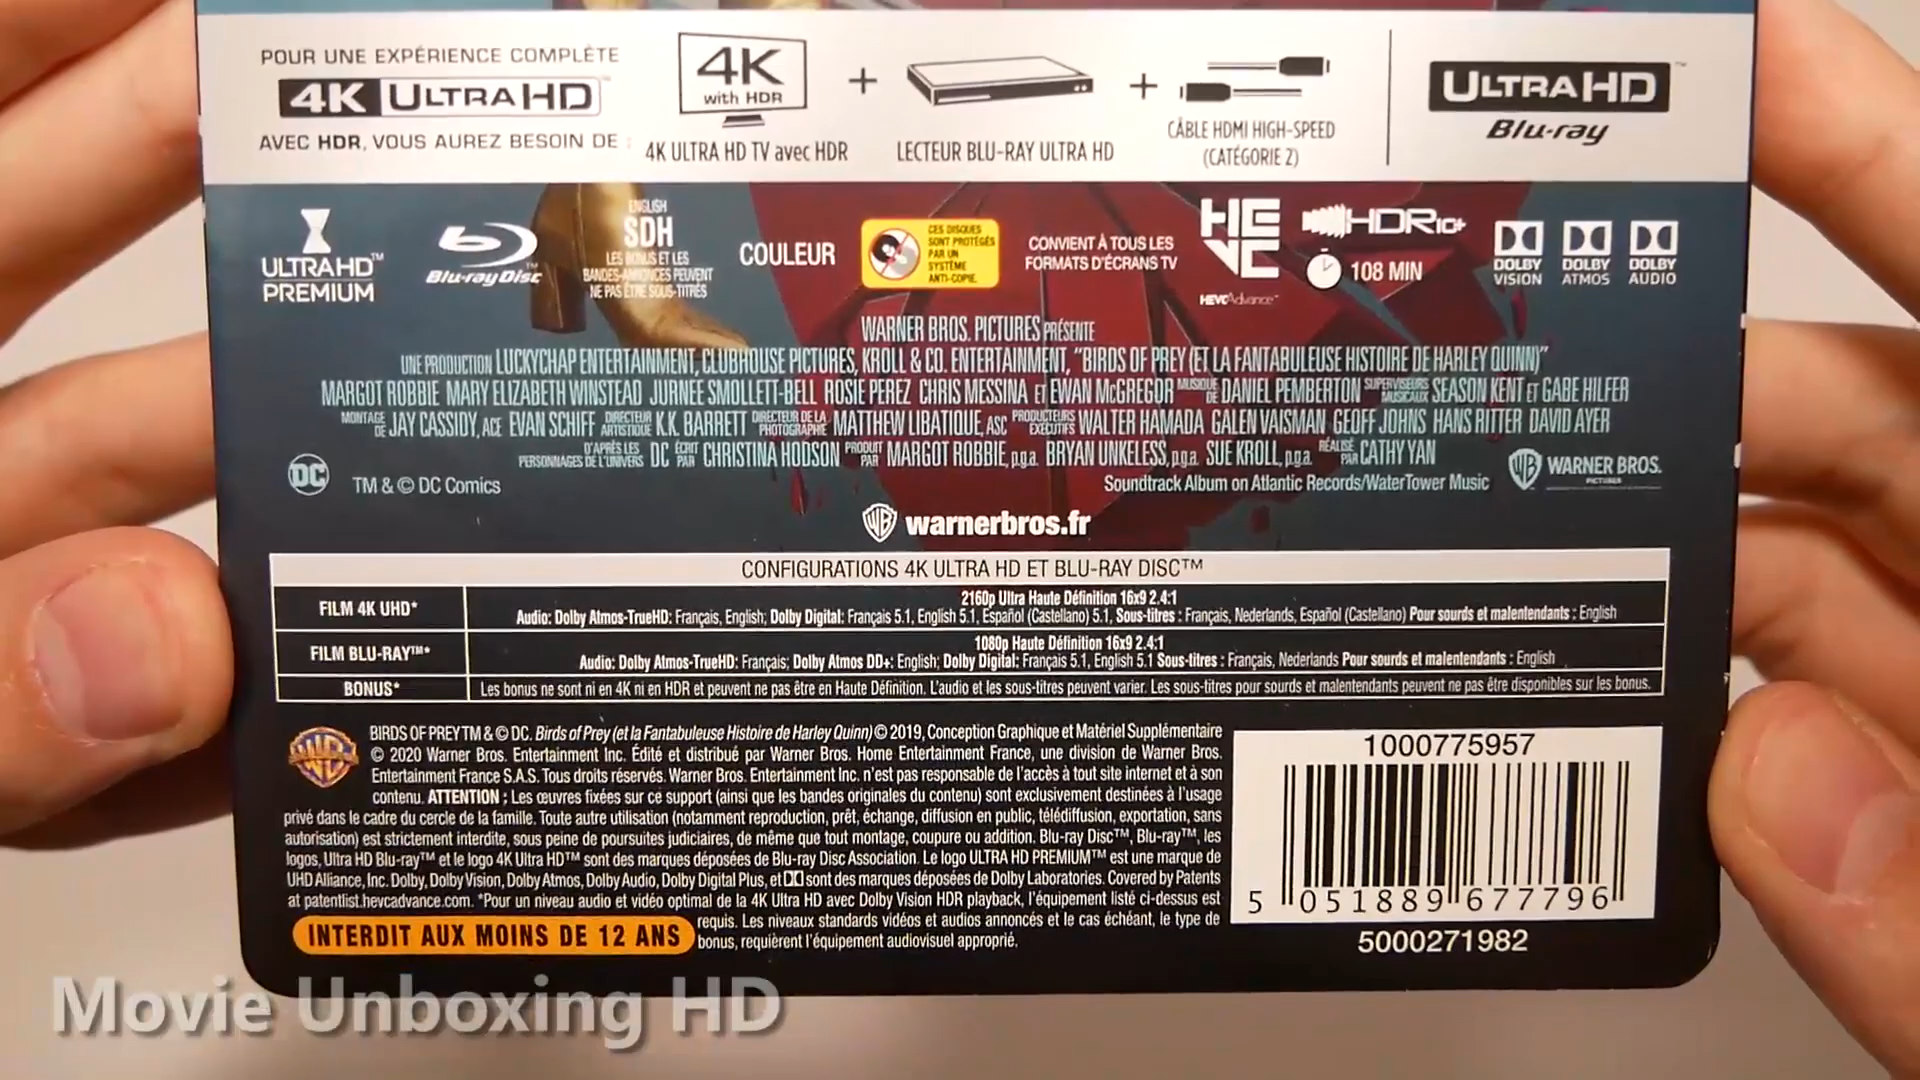 POUR UNE EXPÉRIENCE COMPLÈTE
4K ULTRA HD
AVEC HDR, VOUS AUREZ BESOIN DE :
4K
with HDR
4K ULTRA HD TV avec HDR
+
LECTEUR BLU-RAY ULTRA HD
+
CÂBLE HDMI HIGH-SPEED
(CATÉGORIE 2)
ULTRA HD™
Blu-ray
ULTRA HD™
PREMIUM
Blu-ray Disc™
ENGLISH
SDH
LES BONUS ET LES
BANDES-ANNONCES PEUVENT
NE PAS ÊTRE SOUS-TITRÉS
COULEUR
CES DISQUES
SONT PROTÉGÉS
PAR UN
SYSTÈME
ANTI-COPIE.
CONVIENT À TOUS LES
FORMATS D'ÉCRANS TV
HEVC
HEVC Advance™
HDR10+
108 MIN
DOLBY
VISION
DOLBY
ATMOS
DOLBY
AUDIO
WARNER BROS. PICTURES PRÉSENTE
UNE PRODUCTION LUCKYCHAP ENTERTAINMENT, CLUBHOUSE PICTURES, KROLL & CO. ENTERTAINMENT, "BIRDS OF PREY (ET LA FANTABULEUSE HISTOIRE DE HARLEY QUINN)"
MARGOT ROBBIE MARY ELIZABETH WINSTEAD JURNEE SMOLLETT-BELL ROSIE PEREZ CHRIS MESSINA ET EWAN McGREGOR MUSIQUE DE DANIEL PEMBERTON SUPERVISEURS MUSICAUX SEASON KENT ET GABE HILFER
MONTAGE DE JAY CASSIDY, ACE EVAN SCHIFF DIRECTEUR ARTISTIQUE K.K. BARRETT DIRECTEUR DE LA PHOTOGRAPHIE MATTHEW LIBATIQUE, ASC PRODUCTEURS EXÉCUTIFS WALTER HAMADA GALEN VAISMAN GEOFF JOHNS HANS RITTER DAVID AYER
D'APRÈS LES PERSONNAGES DE L'UNIVERS DC ÉCRIT PAR CHRISTINA HODSON PRODUIT PAR MARGOT ROBBIE, p.g.a. BRYAN UNKELESS, p.g.a. SUE KROLL, p.g.a. RÉALISÉ PAR CATHY YAN
DC
TM & © DC Comics
Soundtrack Album on Atlantic Records/WaterTower Music
WB WARNER BROS.
PICTURES
WB warnerbros.fr
CONFIGURATIONS 4K ULTRA HD ET BLU-RAY DISC™
FILM 4K UHD*
2160p Ultra Haute Définition 16x9 2.4:1
Audio: Dolby Atmos-TrueHD: Français, English; Dolby Digital: Français 5.1, English 5.1, Español (Castellano) 5.1, Sous-titres : Français, Nederlands, Español (Castellano) Pour sourds et malentendants : English
FILM BLU-RAY™*
1080p Haute Définition 16x9 2.4:1
Audio: Dolby Atmos-TrueHD: Français; Dolby Atmos DD+: English; Dolby Digital: Français 5.1, English 5.1 Sous-titres : Français, Nederlands Pour sourds et malentendants : English
BONUS*
Les bonus ne sont ni en 4K ni en HDR et peuvent ne pas être en Haute Définition. L'audio et les sous-titres peuvent varier. Les sous-titres pour sourds et malentendants peuvent ne pas être disponibles sur les bonus.
WB
BIRDS OF PREY TM & © DC. Birds of Prey (et la Fantabuleuse Histoire de Harley Quinn) © 2019, Conception Graphique et Matériel Supplémentaire
© 2020 Warner Bros. Entertainment Inc. Édité et distribué par Warner Bros. Home Entertainment France, une division de Warner Bros.
Entertainment France S.A.S. Tous droits réservés. Warner Bros. Entertainment Inc. n'est pas responsable de l'accès à tout site internet et à son
contenu. ATTENTION ; Les œuvres fixées sur ce support (ainsi que les bandes originales du contenu) sont exclusivement destinées à l'usage
privé dans le cadre du cercle de la famille. Toute autre utilisation (notamment reproduction, prêt, échange, diffusion en public, télédiffusion, exportation, sans
autorisation) est strictement interdite, sous peine de poursuites judiciaires, de même que tout montage, coupure ou addition. Blu-ray Disc™, Blu-ray™, les
logos, Ultra HD Blu-ray™ et le logo 4K Ultra HD™ sont des marques déposées de Blu-ray Disc Association. Le logo ULTRA HD PREMIUM™ est une marque de
UHD Alliance, Inc. Dolby, Dolby Vision, Dolby Atmos, Dolby Audio, Dolby Digital Plus, et sont des marques déposées de Dolby Laboratories. Covered by Patents
at patentlist.hevcadvance.com. *Pour un niveau audio et vidéo optimal de la 4K Ultra HD avec Dolby Vision HDR playback, l'équipement listé ci-dessus est
requis. Les niveaux standards vidéos et audios annoncés et le cas échéant, le type de
bonus, requièrent l'équipement audiovisuel approprié.
INTERDIT AUX MOINS DE 12 ANS
1000775957
5 051889 677796
5000271982
Movie Unboxing HD